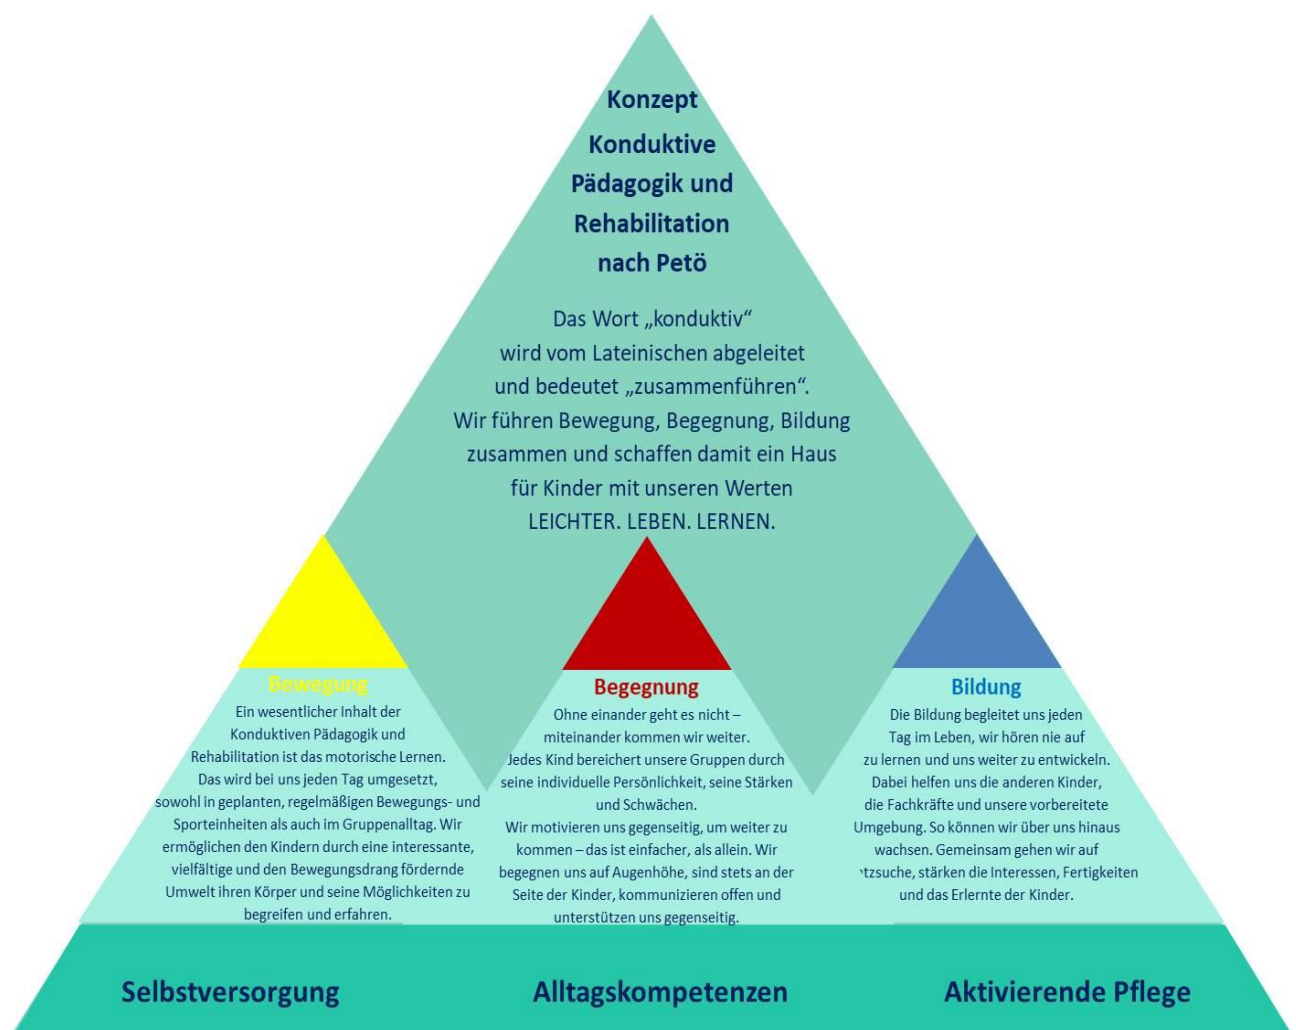 Konzept
Konduktive
Pädagogik und
Rehabilitation
nach Petö
Das Wort „konduktiv“
wird vom Lateinischen abgeleitet
und bedeutet „zusammenführen“.
Wir führen Bewegung, Begegnung, Bildung
zusammen und schaffen damit ein Haus
für Kinder mit unseren Werten
LEICHTER. LEBEN. LERNEN.
Bewegung
Ein wesentlicher Inhalt der
Konduktiven Pädagogik und
Rehabilitation ist das motorische Lernen.
Das wird bei uns jeden Tag umgesetzt,
sowohl in geplanten, regelmäßigen Bewegungs- und
Sporteinheiten als auch im Gruppenalltag. Wir
ermöglichen den Kindern durch eine interessante,
vielfältige und den Bewegungsdrang fördernde
Umwelt ihren Körper und seine Möglichkeiten zu
begreifen und erfahren.
Begegnung
Ohne einander geht es nicht –
miteinander kommen wir weiter.
Jedes Kind bereichert unsere Gruppen durch
seine individuelle Persönlichkeit, seine Stärken
und Schwächen.
Wir motivieren uns gegenseitig, um weiter zu
kommen – das ist einfacher, als allein. Wir
begegnen uns auf Augenhöhe, sind stets an der
Seite der Kinder, kommunizieren offen und
unterstützen uns gegenseitig.
Bildung
Die Bildung begleitet uns jeden
Tag im Leben, wir hören nie auf
zu lernen und uns weiter zu entwickeln.
Dabei helfen uns die anderen Kinder,
die Fachkräfte und unsere vorbereitete
Umgebung. So können wir über uns hinaus
wachsen. Gemeinsam gehen wir auf
stärken die Interessen, Fertigkeiten
und das Erlernte der Kinder.
Selbstversorgung
Alltagskompetenzen
Aktivierende Pflege